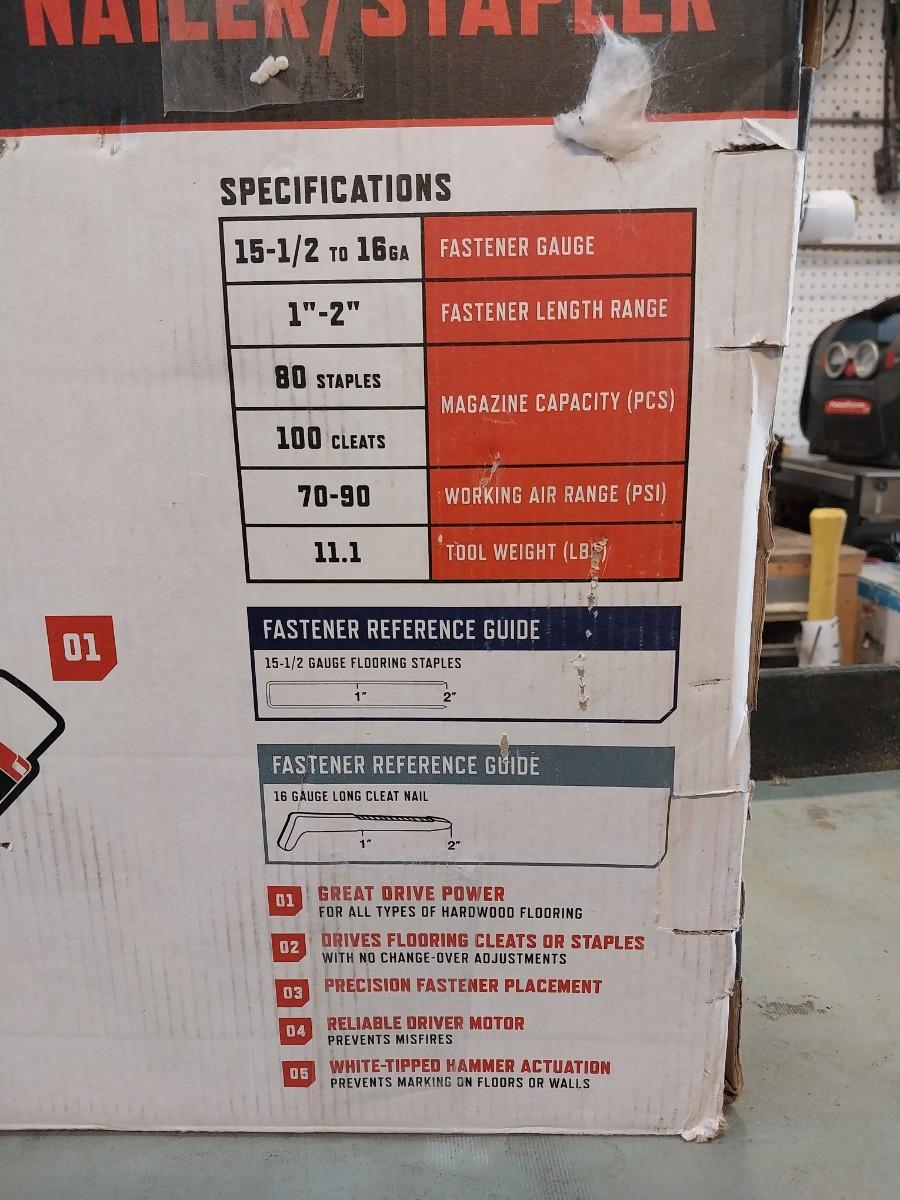 NAILER/STAPLER
SPECIFICATIONS
15-1/2 TO 16GA FASTENER GAUGE
1"-2" FASTENER LENGTH RANGE
80 STAPLES
MAGAZINE CAPACITY (PCS)
100 CLEATS
70-90 WORKING AIR RANGE (PSI)
11.1 TOOL WEIGHT (LBS)
01
FASTENER REFERENCE GUIDE
15-1/2 GAUGE FLOORING STAPLES
1" 2"
FASTENER REFERENCE GUIDE
16 GAUGE LONG CLEAT NAIL
1" 2"
01 GREAT DRIVE POWER
FOR ALL TYPES OF HARDWOOD FLOORING
02 DRIVES FLOORING CLEATS OR STAPLES
WITH NO CHANGE-OVER ADJUSTMENTS
03 PRECISION FASTENER PLACEMENT
04 RELIABLE DRIVER MOTOR
PREVENTS MISFIRES
05 WHITE-TIPPED HAMMER ACTUATION
PREVENTS MARKING ON FLOORS OR WALLS